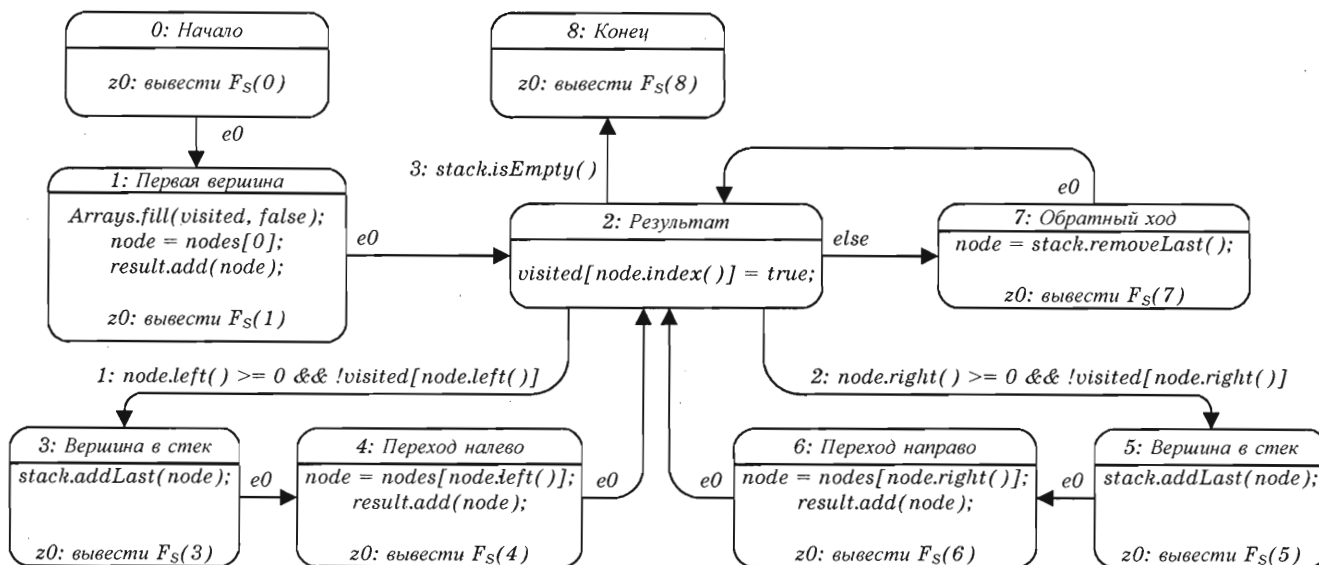 0: Начало
z0: вывести F_S(0)
8: Конец
z0: вывести F_S(8)
e0
3: stack.isEmpty()
e0
1: Первая вершина
Arrays.fill(visited, false);
node = nodes[0];
result.add(node);
z0: вывести F_S(1)
e0
2: Результат
visited[node.index()] = true;
else
7: Обратный ход
node = stack.removeLast();
z0: вывести F_S(7)
1: node.left() >= 0 && !visited[node.left()]
2: node.right() >= 0 && !visited[node.right()]
3: Вершина в стек
stack.addLast(node);
z0: вывести F_S(3)
e0
4: Переход налево
node = nodes[node.left()];
result.add(node);
z0: вывести F_S(4)
e0
e0
6: Переход направо
node = nodes[node.right()];
result.add(node);
z0: вывести F_S(6)
e0
5: Вершина в стек
stack.addLast(node);
z0: вывести F_S(5)